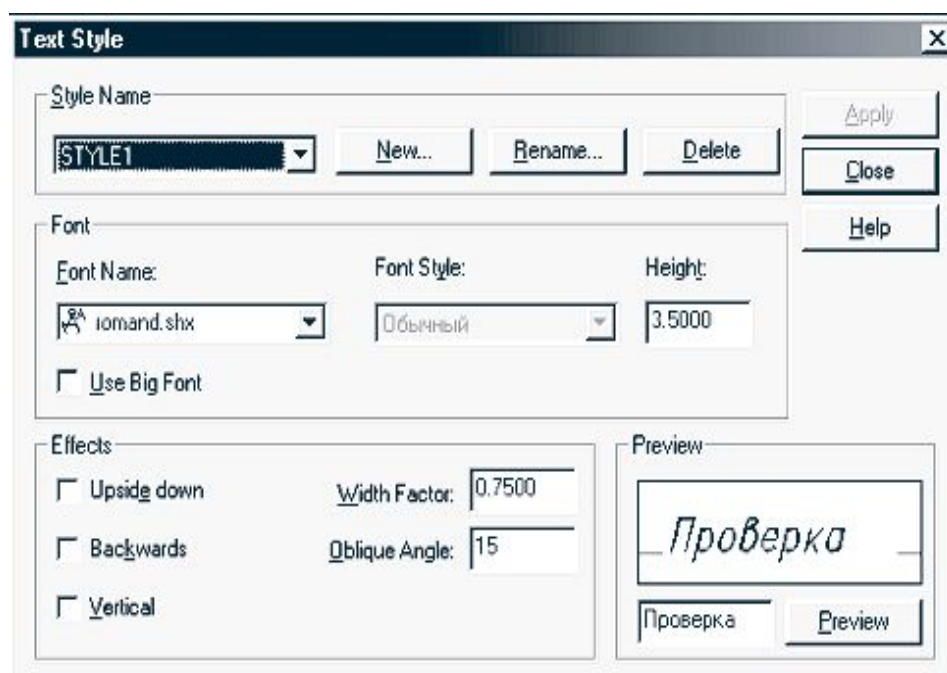 Text Style
Style Name
Apply
STYLE1 New... Rename... Delete
Close
Font
Help
Font Name: Font Style: Height:
romand.shx Обычный 3.5000
Use Big Font
Effects Preview
Upside down Width Factor: 0.7500
Проверка
Backwards Oblique Angle: 15
Vertical
Проверка Preview